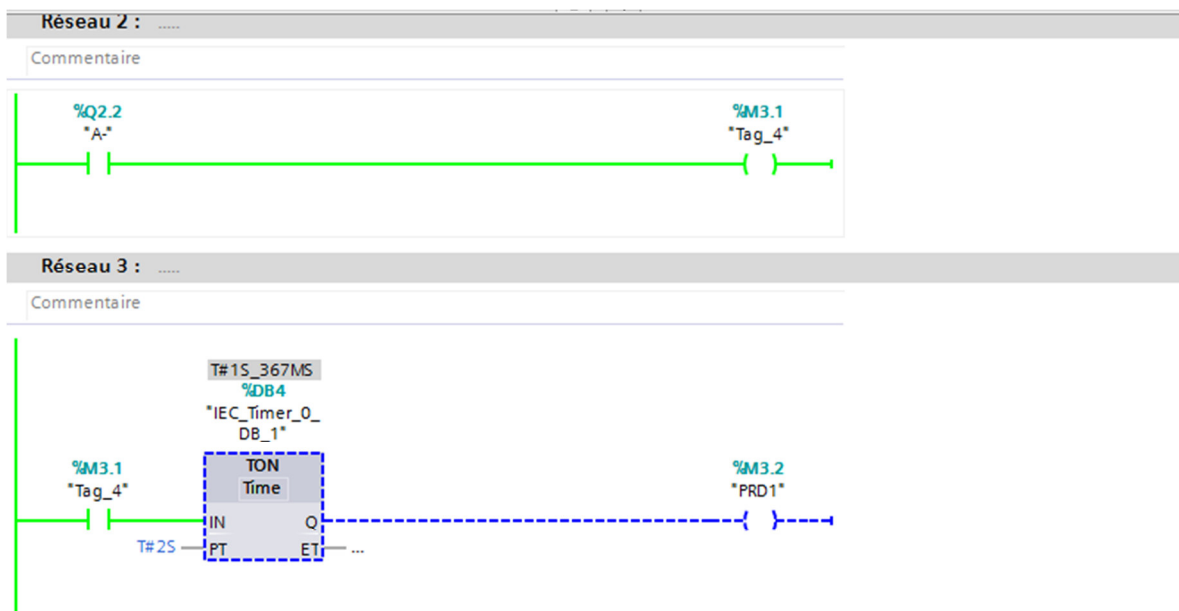 Réseau 2 : .....
Commentaire
%Q2.2 %M3.1
"A-" "Tag_4"
Réseau 3 : .....
Commentaire
T#1S_367MS
%DB4
"IEC_Timer_0_
DB_1"
%M3.1 TON %M3.2
"Tag_4" Time "PRD1"
IN Q
T#2S PT ET ...